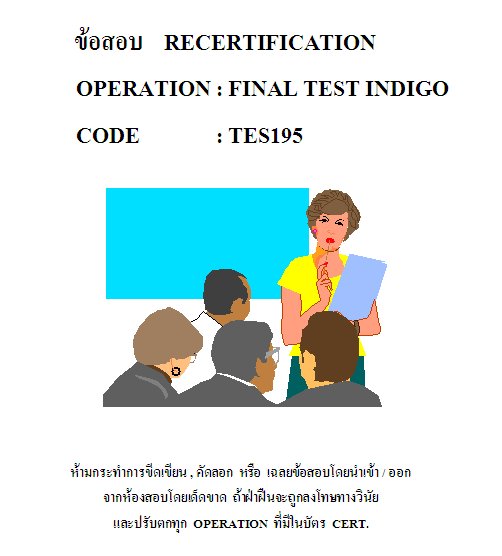 ข้อสอบ RECERTIFICATION
OPERATION : FINAL TEST INDIGO
CODE : TES195
ห้ามกระทำการขีดเขียน , คัดลอก หรือ เฉลยข้อสอบโดยนำเข้า / ออก
จากห้องสอบโดยเด็ดขาด ถ้าฝ่าฝืนจะถูกลงโทษทางวินัย
และปรับตกทุก OPERATION ที่มีในบัตร CERT.